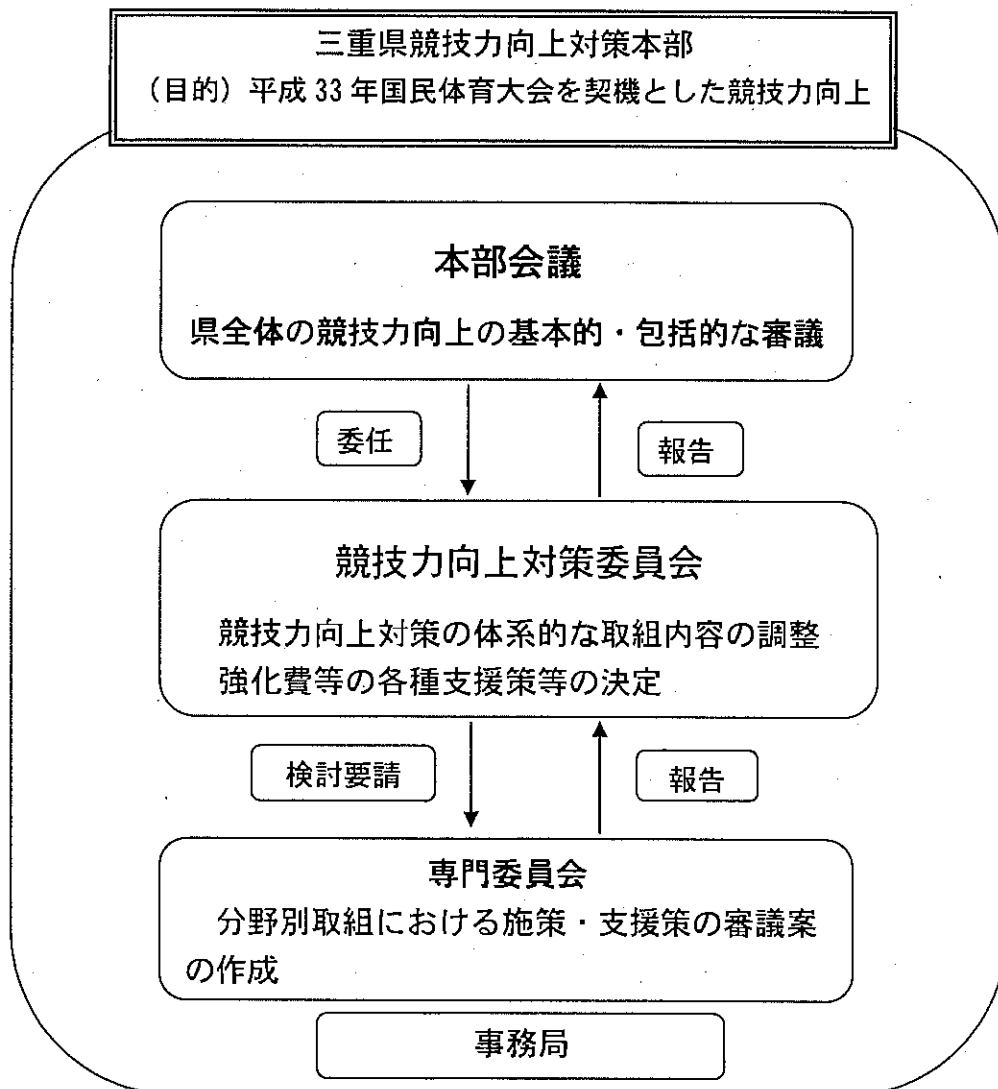 三重県競技力向上対策本部
（目的）平成33年国民体育大会を契機とした競技力向上
本部会議
県全体の競技力向上の基本的・包括的な審議
委任
報告
競技力向上対策委員会
競技力向上対策の体系的な取組内容の調整
強化費等の各種支援策等の決定
検討要請
報告
専門委員会
分野別取組における施策・支援策の審議案
の作成
事務局